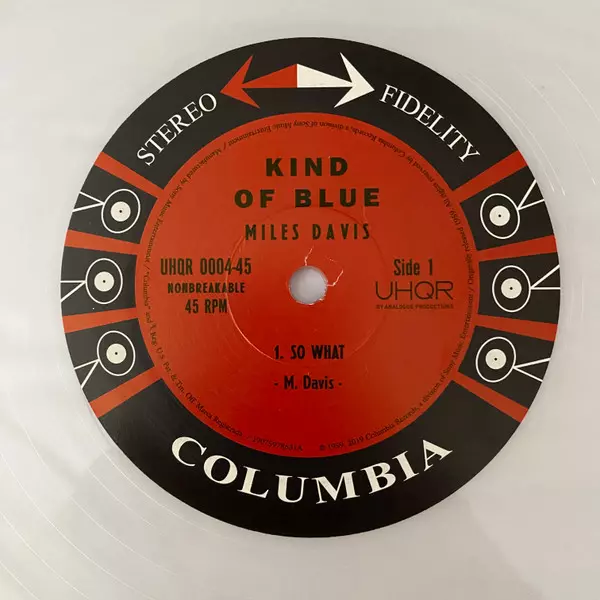 STEREO FIDELITY
KIND
OF BLUE
MILES DAVIS
UHQR 0004-45
NONBREAKABLE
45 RPM
Side 1
UHQR
BY ANALOGUE PRODUCTIONS
1. SO WHAT
- M. Davis -
COLUMBIA